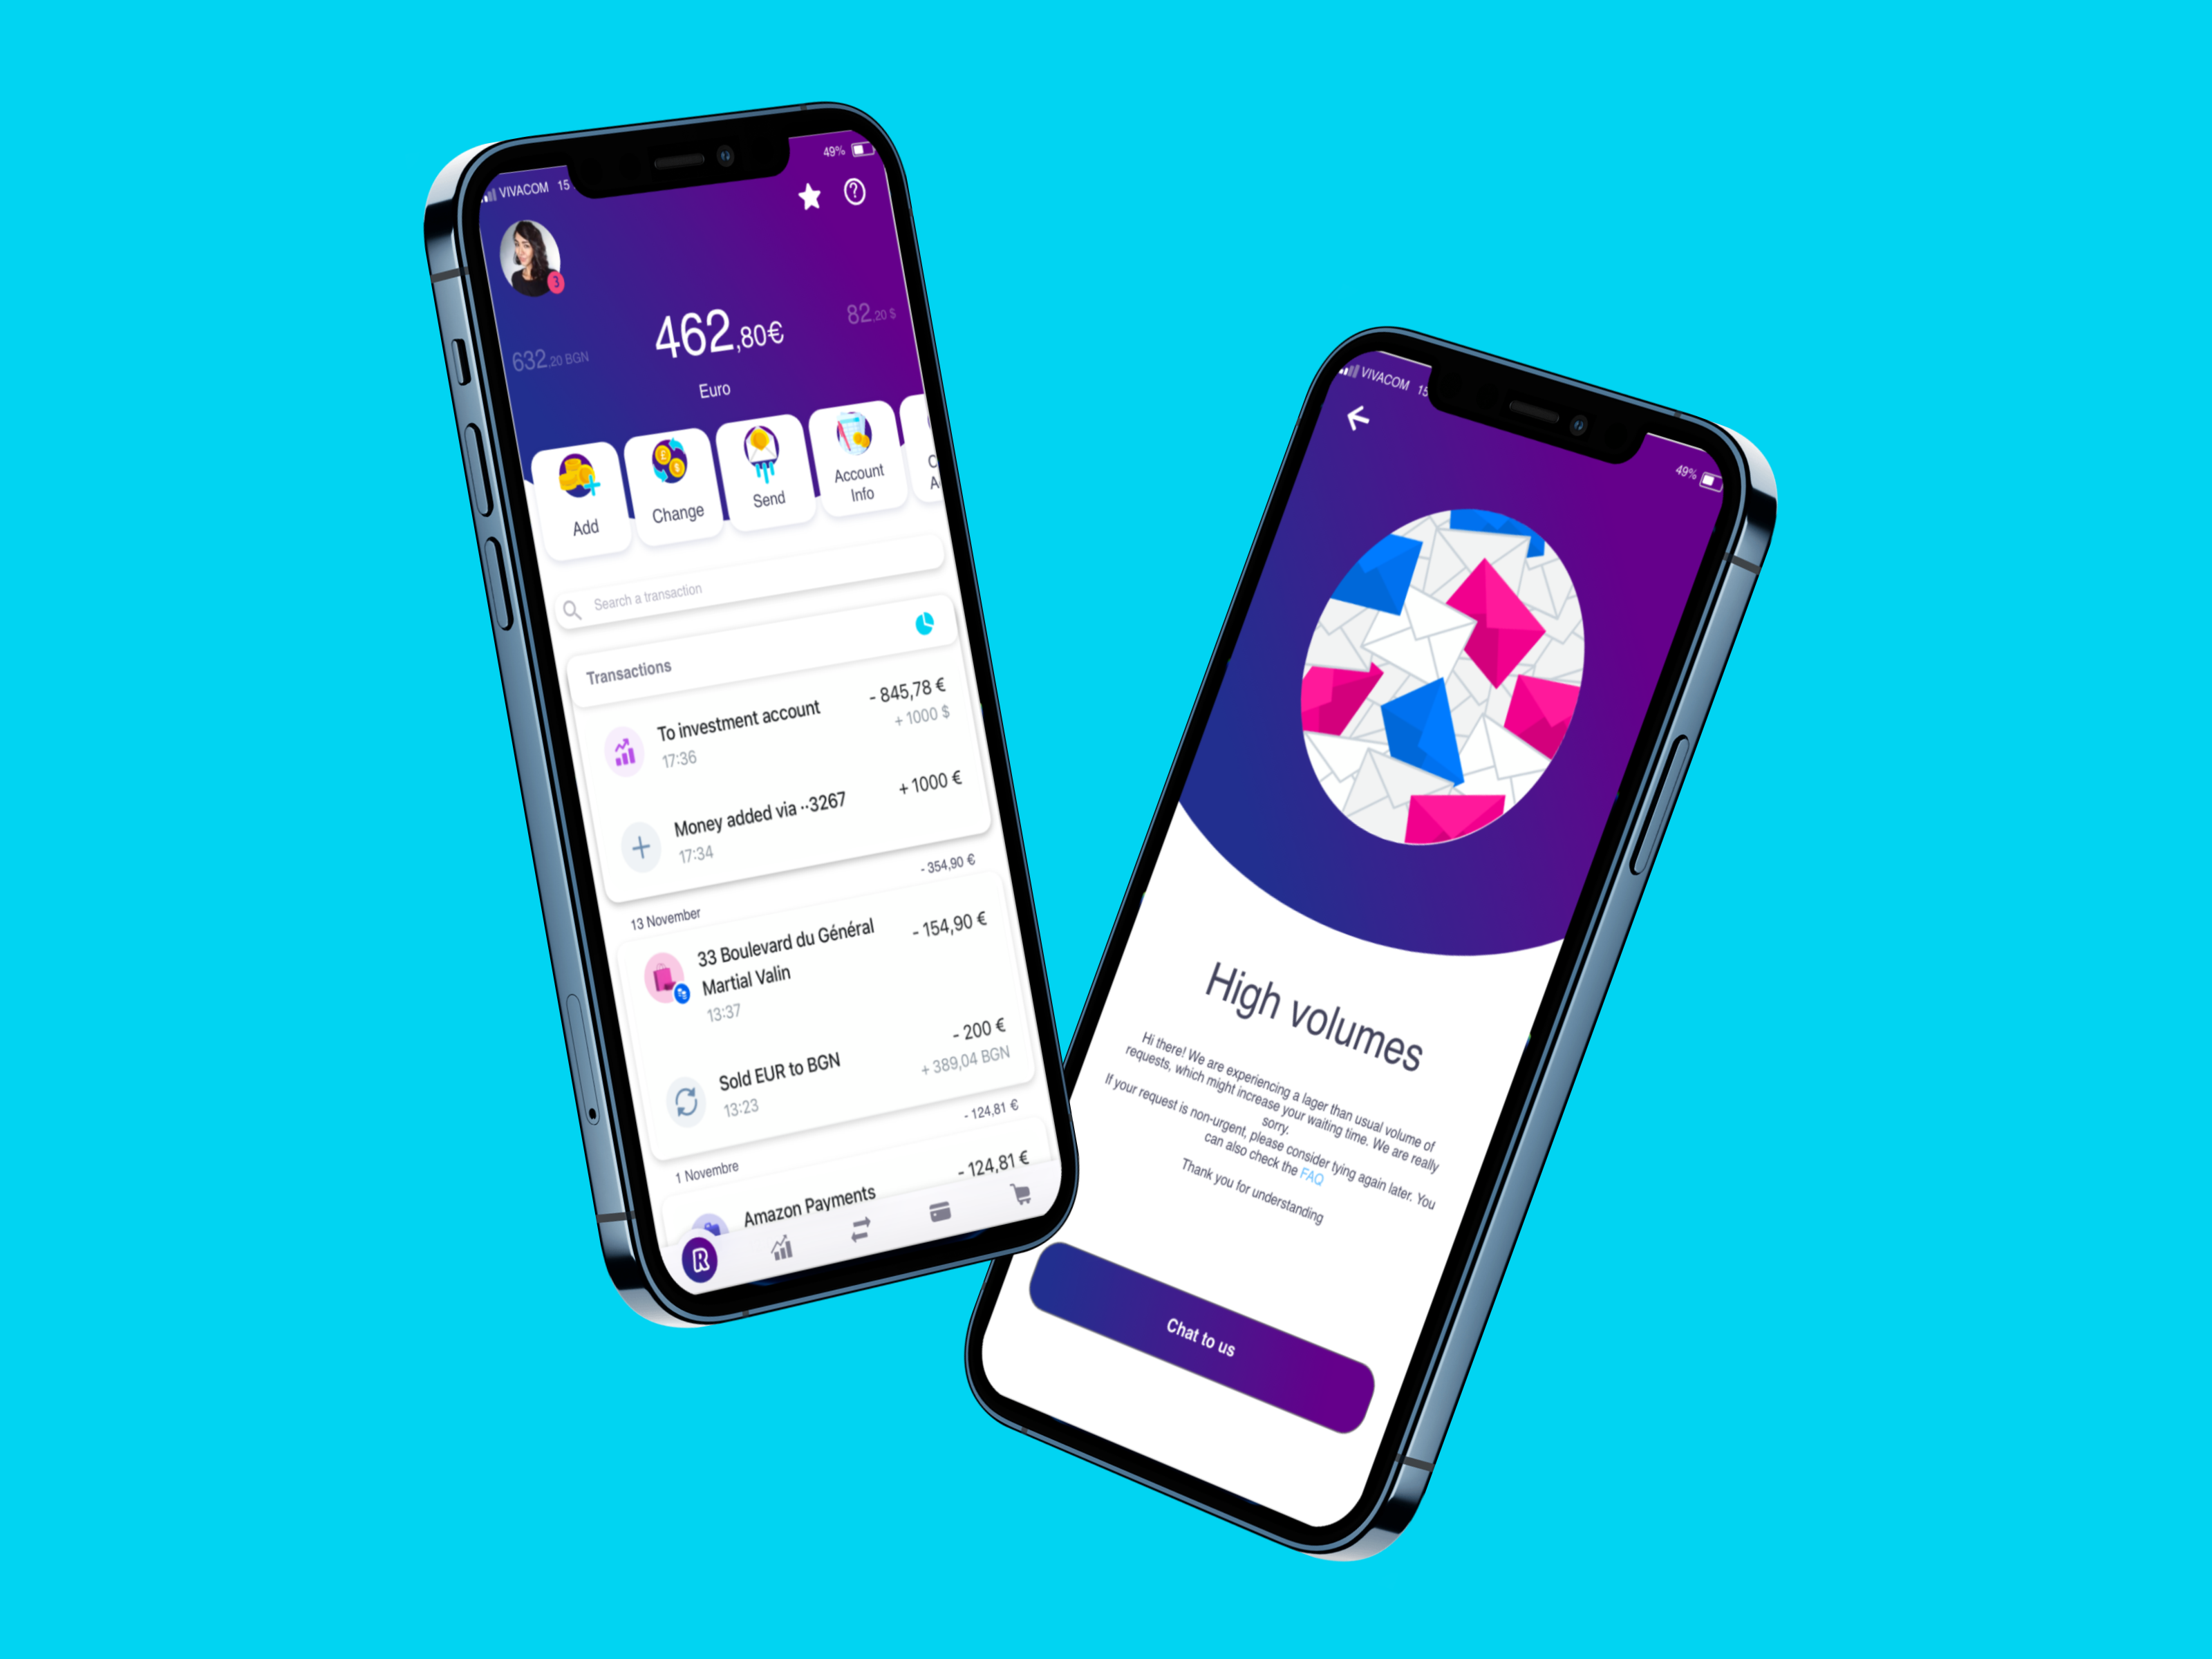 VIVACOM 15
49%
3
632,20 BGN
462,80€
82,20 $
Euro
Add
Change
Send
Account
Info
Search a transaction
Transactions
To investment account
- 845,78 €
17:36
+ 1000 $
Money added via ··3267
+ 1000 €
17:34
13 November
- 354,90 €
33 Boulevard du Général
- 154,90 €
Martial Valin
13:37
Sold EUR to BGN
- 200 €
13:23
+ 389,04 BGN
1 Novembre
- 124,81 €
Amazon Payments
- 124,81 €
R
VIVACOM 15
49%
High volumes
Hi there! We are experiencing a lager than usual volume of
requests, which might increase your waiting time. We are really
sorry.
If your request is non-urgent, please consider tying again later. You
can also check the FAQ
Thank you for understanding
Chat to us